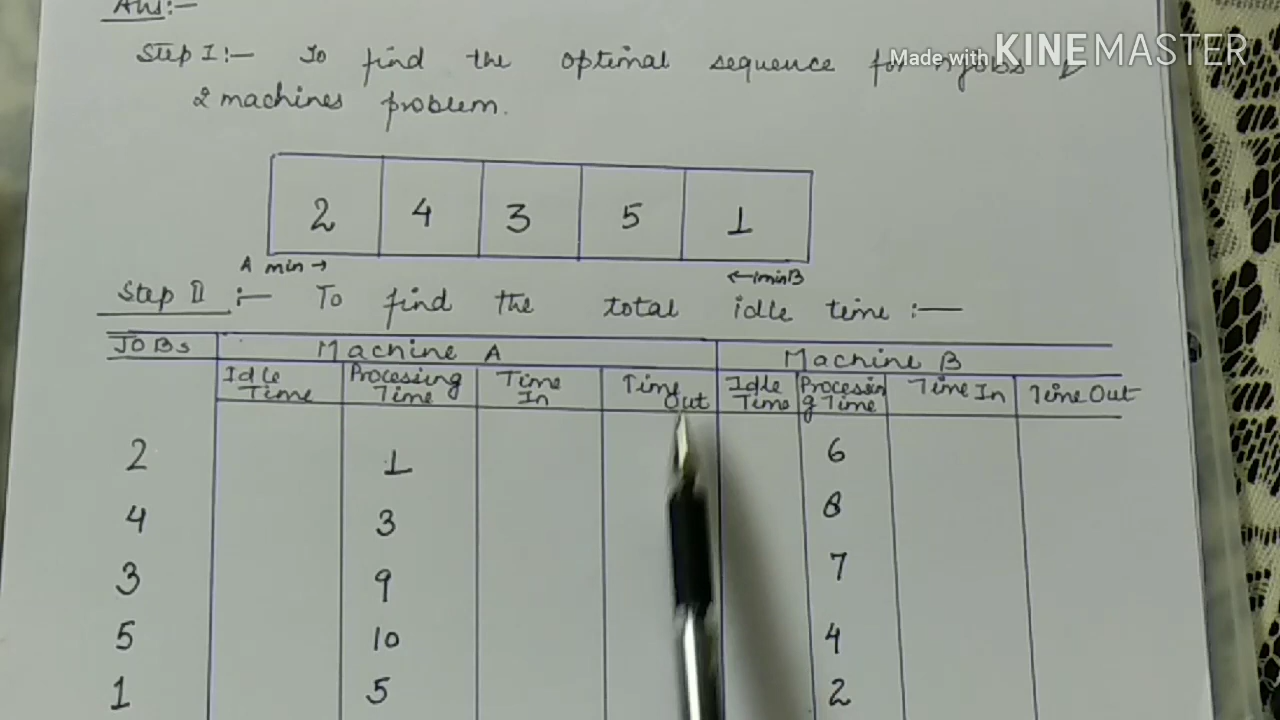 Ans:-
Made with KINEMASTER
Step I:- To find the optimal sequence for njobs &
2 machines problem.
2 4 3 5 1
A min → ← min B
Step II :- To find the total idle time :-
JOBs Machine A Machine B
Idle Time Procesing Time Time In Time Out Idle Time Processing Time Time In Time Out
2 1 6
4 3 8
3 9 7
5 10 4
1 5 2